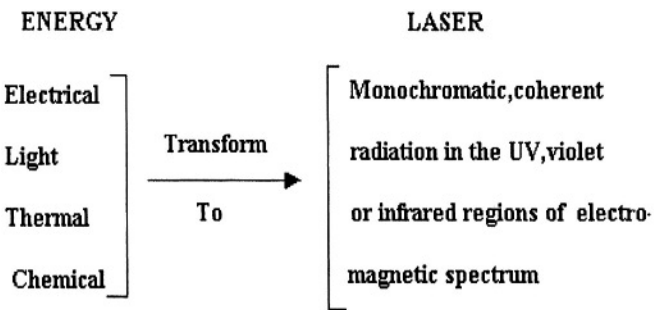 ENERGY
LASER
Electrical
Light
Thermal
Chemical
Transform
To
Monochromatic,coherent
radiation in the UV,violet
or infrared regions of electro-
magnetic spectrum